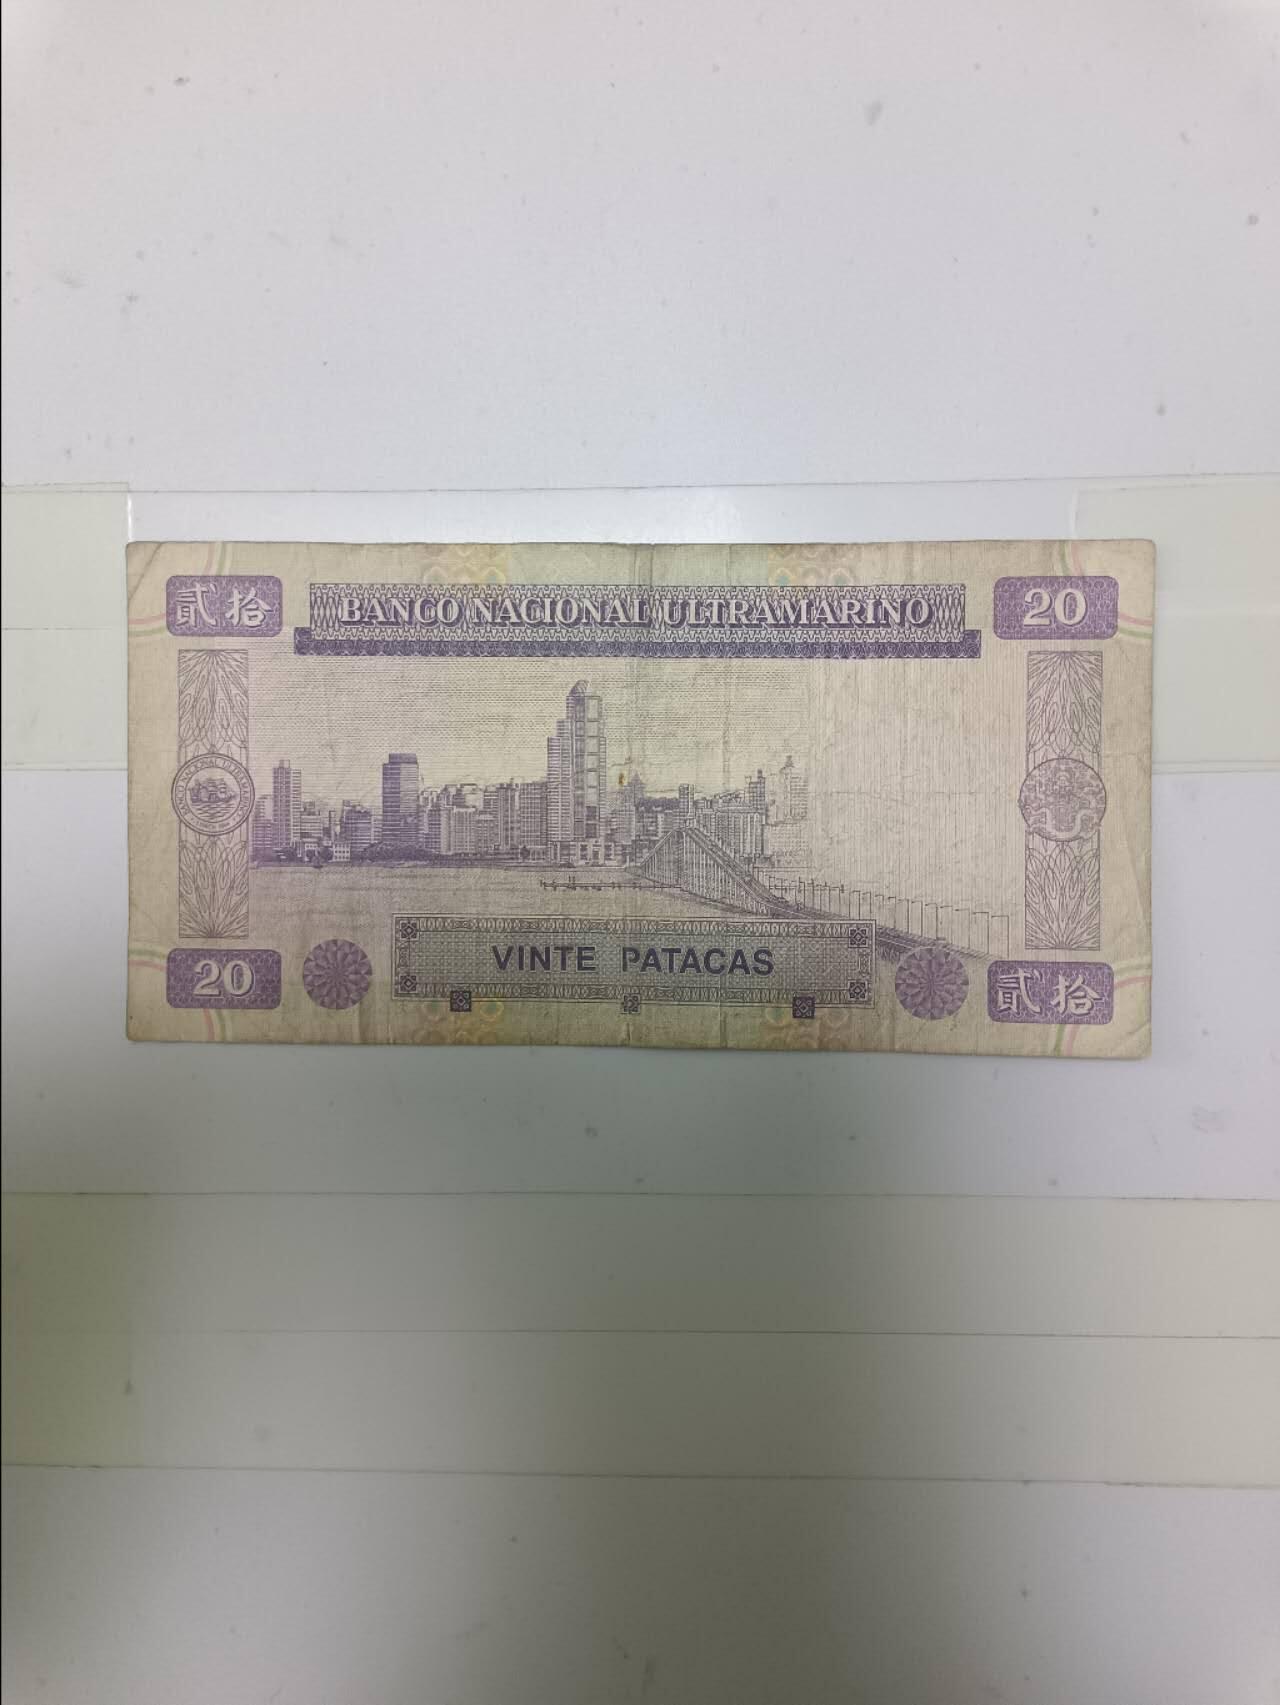 貳拾
BANCO NACIONAL ULTRAMARINO
20
VINTE PATACAS
20
貳拾